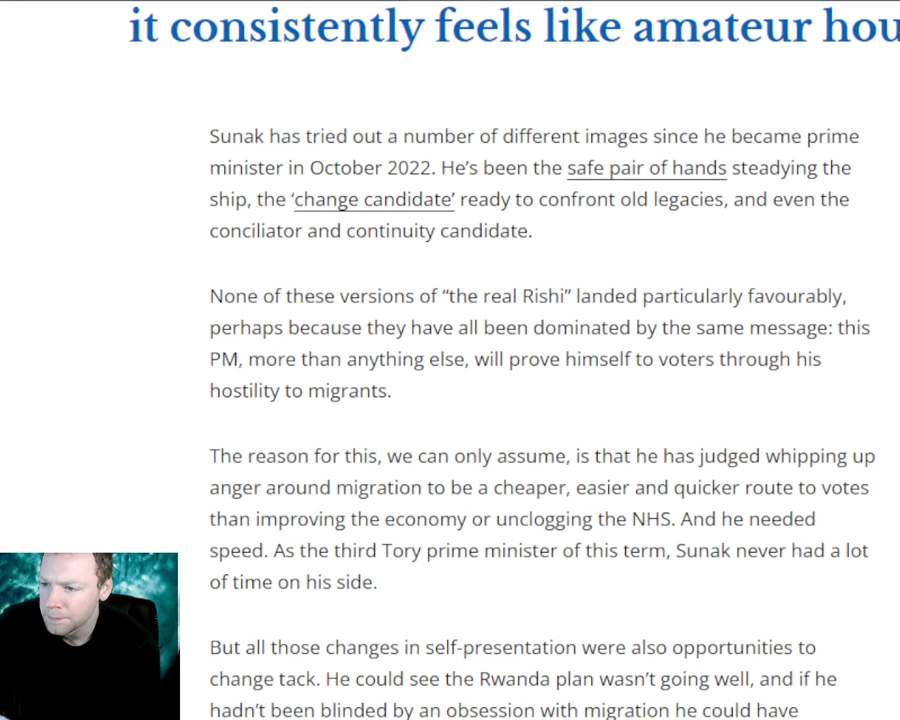 it consistently feels like amateur hou
Sunak has tried out a number of different images since he became prime
minister in October 2022. He’s been the safe pair of hands steadying the
ship, the ‘change candidate’ ready to confront old legacies, and even the
conciliator and continuity candidate.
None of these versions of “the real Rishi” landed particularly favourably,
perhaps because they have all been dominated by the same message: this
PM, more than anything else, will prove himself to voters through his
hostility to migrants.
The reason for this, we can only assume, is that he has judged whipping up
anger around migration to be a cheaper, easier and quicker route to votes
than improving the economy or unclogging the NHS. And he needed
speed. As the third Tory prime minister of this term, Sunak never had a lot
of time on his side.
But all those changes in self-presentation were also opportunities to
change tack. He could see the Rwanda plan wasn’t going well, and if he
hadn’t been blinded by an obsession with migration he could have